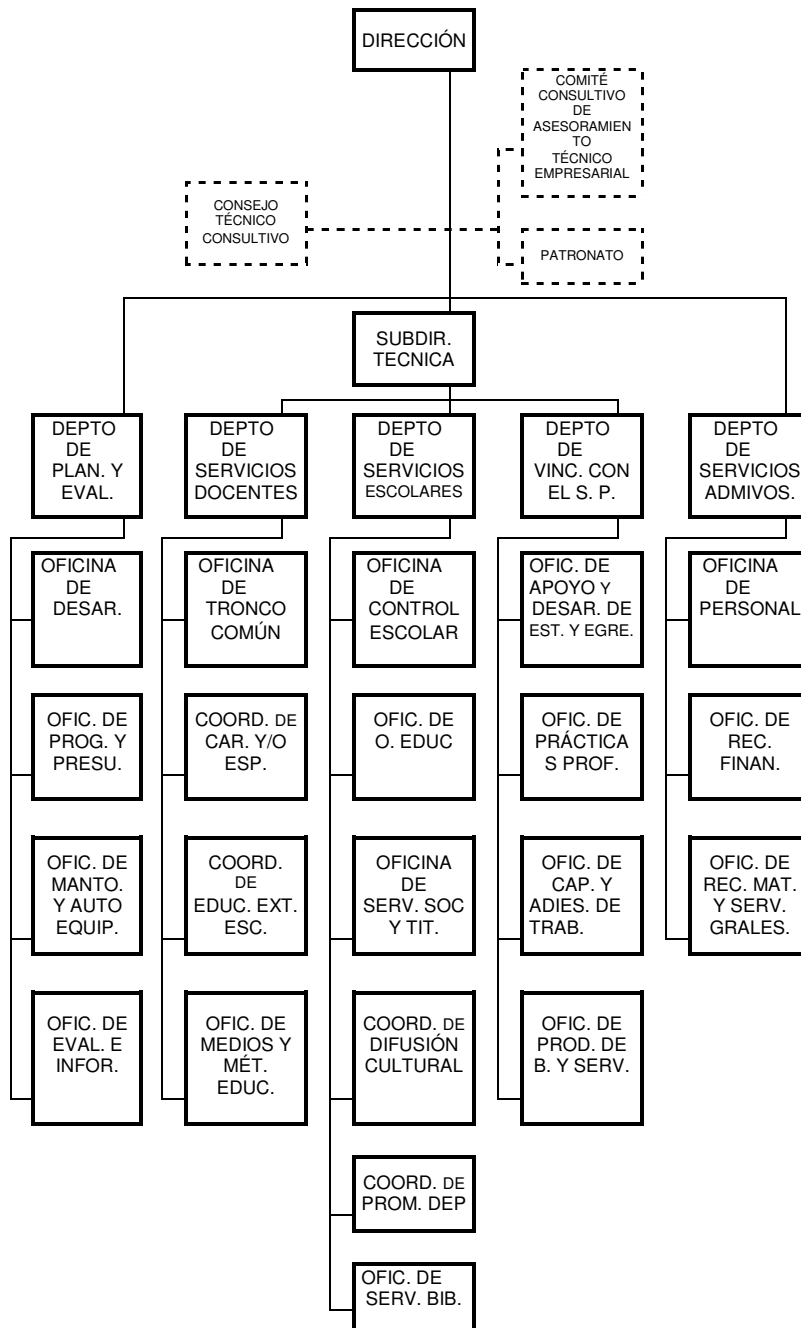 DIRECCIÓN
COMITÉ
CONSULTIVO
DE
ASESORAMIEN
TO
TÉCNICO
EMPRESARIAL
CONSEJO
TÉCNICO
CONSULTIVO
PATRONATO
SUBDIR.
TECNICA
DEPTO
DE
PLAN. Y
EVAL.
DEPTO
DE
SERVICIOS
DOCENTES
DEPTO
DE
SERVICIOS
ESCOLARES
DEPTO
DE
VINC. CON
EL S. P.
DEPTO
DE
SERVICIOS
ADMIVOS.
OFICINA
DE
DESAR.
OFICINA
DE
TRONCO
COMÚN
OFICINA
DE
CONTROL
ESCOLAR
OFIC. DE
APOYO Y
DESAR. DE
EST. Y EGRE.
OFICINA
DE
PERSONAL
OFIC. DE
PROG. Y
PRESU.
COORD. DE
CAR. Y/O
ESP.
OFIC. DE
O. EDUC
OFIC. DE
PRÁCTICA
S PROF.
OFIC. DE
REC.
FINAN.
OFIC. DE
MANTO.
Y AUTO
EQUIP.
COORD.
DE
EDUC. EXT.
ESC.
OFICINA
DE
SERV. SOC
Y TIT.
OFIC. DE
CAP. Y
ADIES. DE
TRAB.
OFIC. DE
REC. MAT.
Y SERV.
GRALES.
OFIC. DE
EVAL. E
INFOR.
OFIC. DE
MEDIOS Y
MÉT.
EDUC.
COORD. DE
DIFUSIÓN
CULTURAL
OFIC. DE
PROD. DE
B. Y SERV.
COORD. DE
PROM. DEP
OFIC. DE
SERV. BIB.